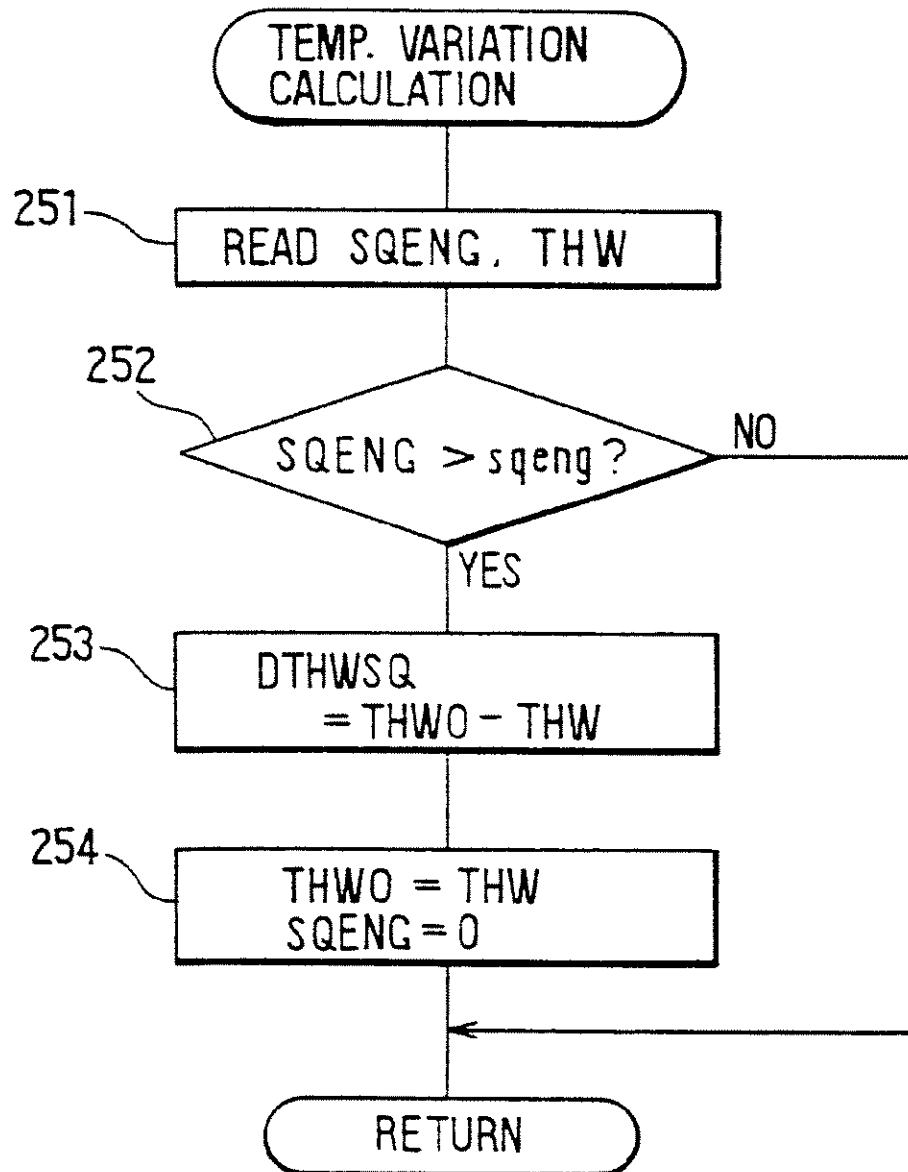 TEMP. VARIATION
CALCULATION
251
READ SQENG, THW
252
SQENG > sqeng?
NO
YES
253
DTHWSQ
= THWO - THW
254
THWO = THW
SQENG = 0
RETURN